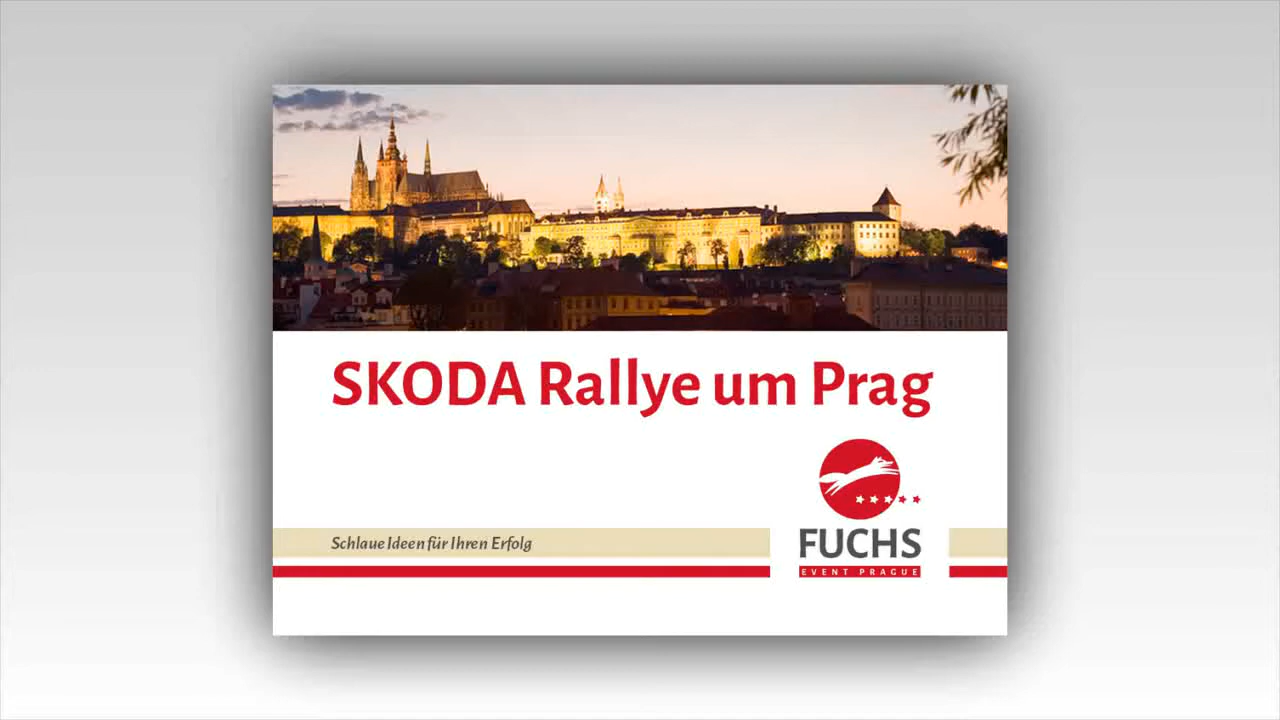 SKODA Rallye um Prag
Schlaue Ideen für Ihren Erfolg
FUCHS
EVENT PRAGUE